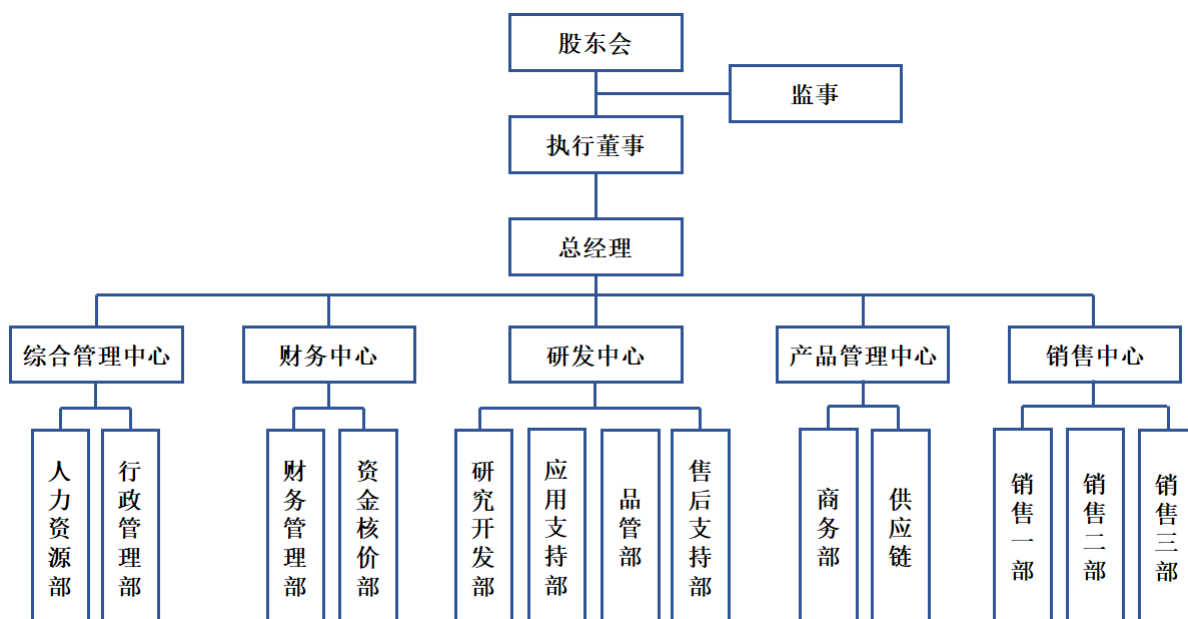 股东会
监事
执行董事
总经理
综合管理中心
财务中心
研发中心
产品管理中心
销售中心
人力资源部
行政管理部
财务管理部
资金核价部
研究开发部
应用支持部
品管部
售后支持部
商务部
供应链
销售一部
销售二部
销售三部